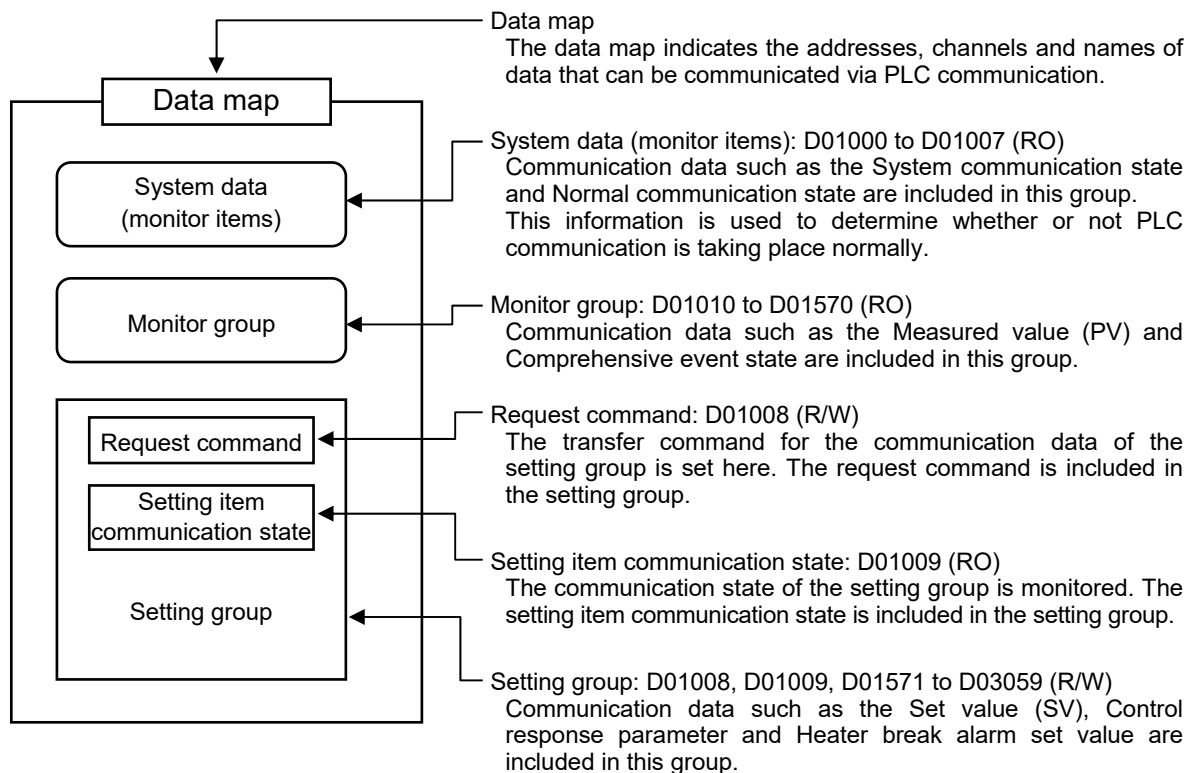 Data map
The data map indicates the addresses, channels and names of
data that can be communicated via PLC communication.
Data map
System data (monitor items): D01000 to D01007 (RO)
Communication data such as the System communication state
and Normal communication state are included in this group.
This information is used to determine whether or not PLC
communication is taking place normally.
System data
(monitor items)
Monitor group: D01010 to D01570 (RO)
Communication data such as the Measured value (PV) and
Comprehensive event state are included in this group.
Monitor group
Request command: D01008 (R/W)
The transfer command for the communication data of the
setting group is set here. The request command is included in
the setting group.
Request command
Setting item
communication state
Setting item communication state: D01009 (RO)
The communication state of the setting group is monitored. The
setting item communication state is included in the setting group.
Setting group
Setting group: D01008, D01009, D01571 to D03059 (R/W)
Communication data such as the Set value (SV), Control
response parameter and Heater break alarm set value are
included in this group.